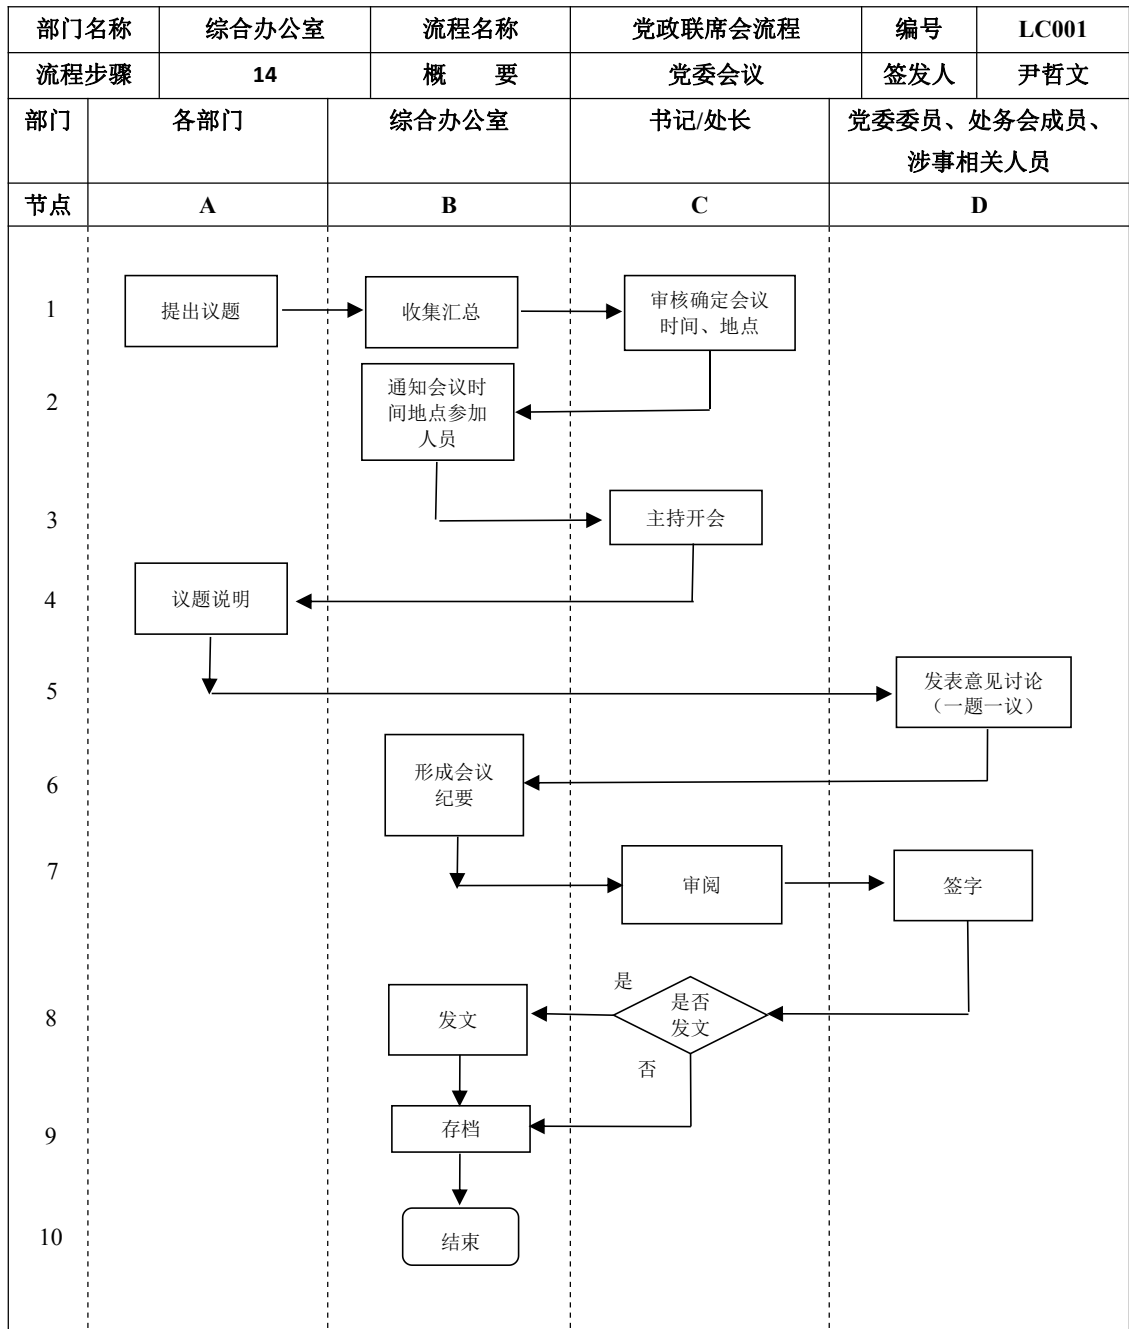 部门名称 综合办公室 流程名称 党政联席会流程 编号 LC001
流程步骤 14 概 要 党委会议 签发人 尹哲文
部门 各部门 综合办公室 书记/处长 党委委员、处务会成员、
涉事相关人员
节点 A B C D
1 提出议题 收集汇总 审核确定会议
时间、地点
2 通知会议时
间地点参加
人员
3 主持开会
4 议题说明
5 发表意见讨论
（一题一议）
6 形成会议
纪要
7 审阅 签字
是
8 发文 是否
发文
否
9 存档
10 结束